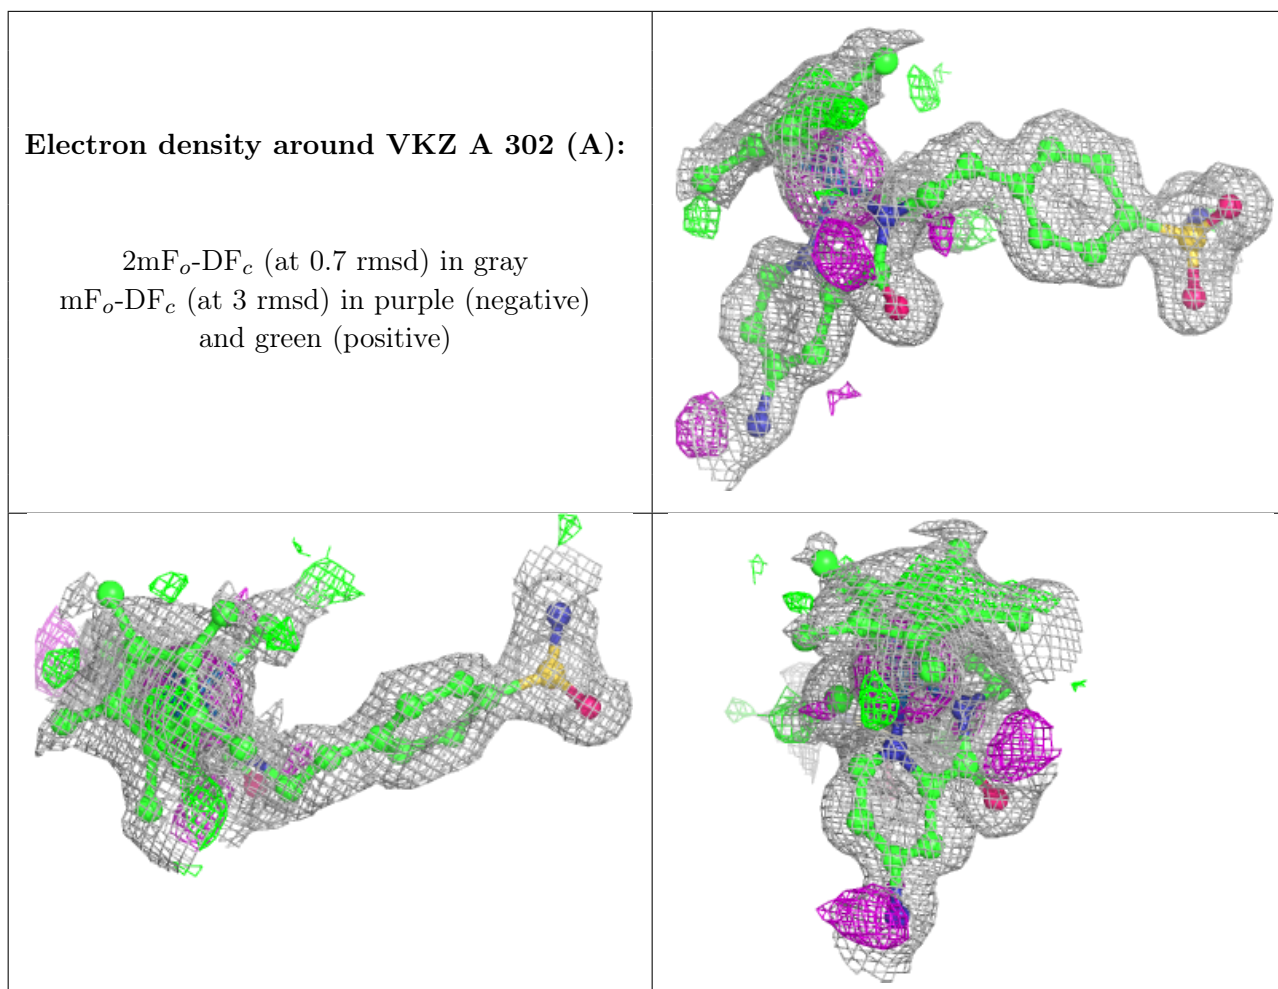 Electron density around VKZ A 302 (A):
2mFo-DFc (at 0.7 rmsd) in gray
mFo-DFc (at 3 rmsd) in purple (negative)
and green (positive)